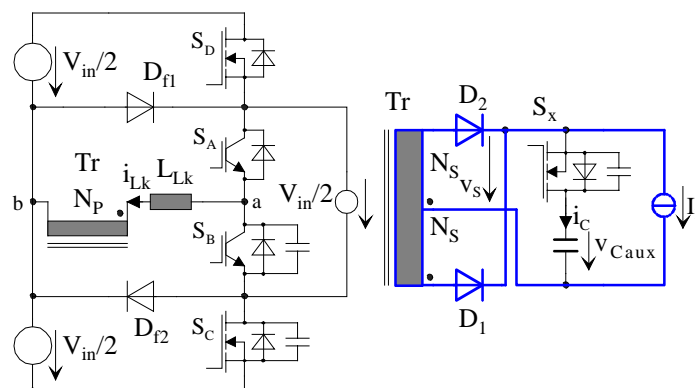 S_D
V_in/2
D_f1
Tr
D_2
S_x
S_A
Tr
i_Lk
L_Lk
N_P
b
a
V_in/2
N_S
v_S
N_S
i_C
v_Caux
I
S_B
D_f2
S_C
V_in/2
D_1